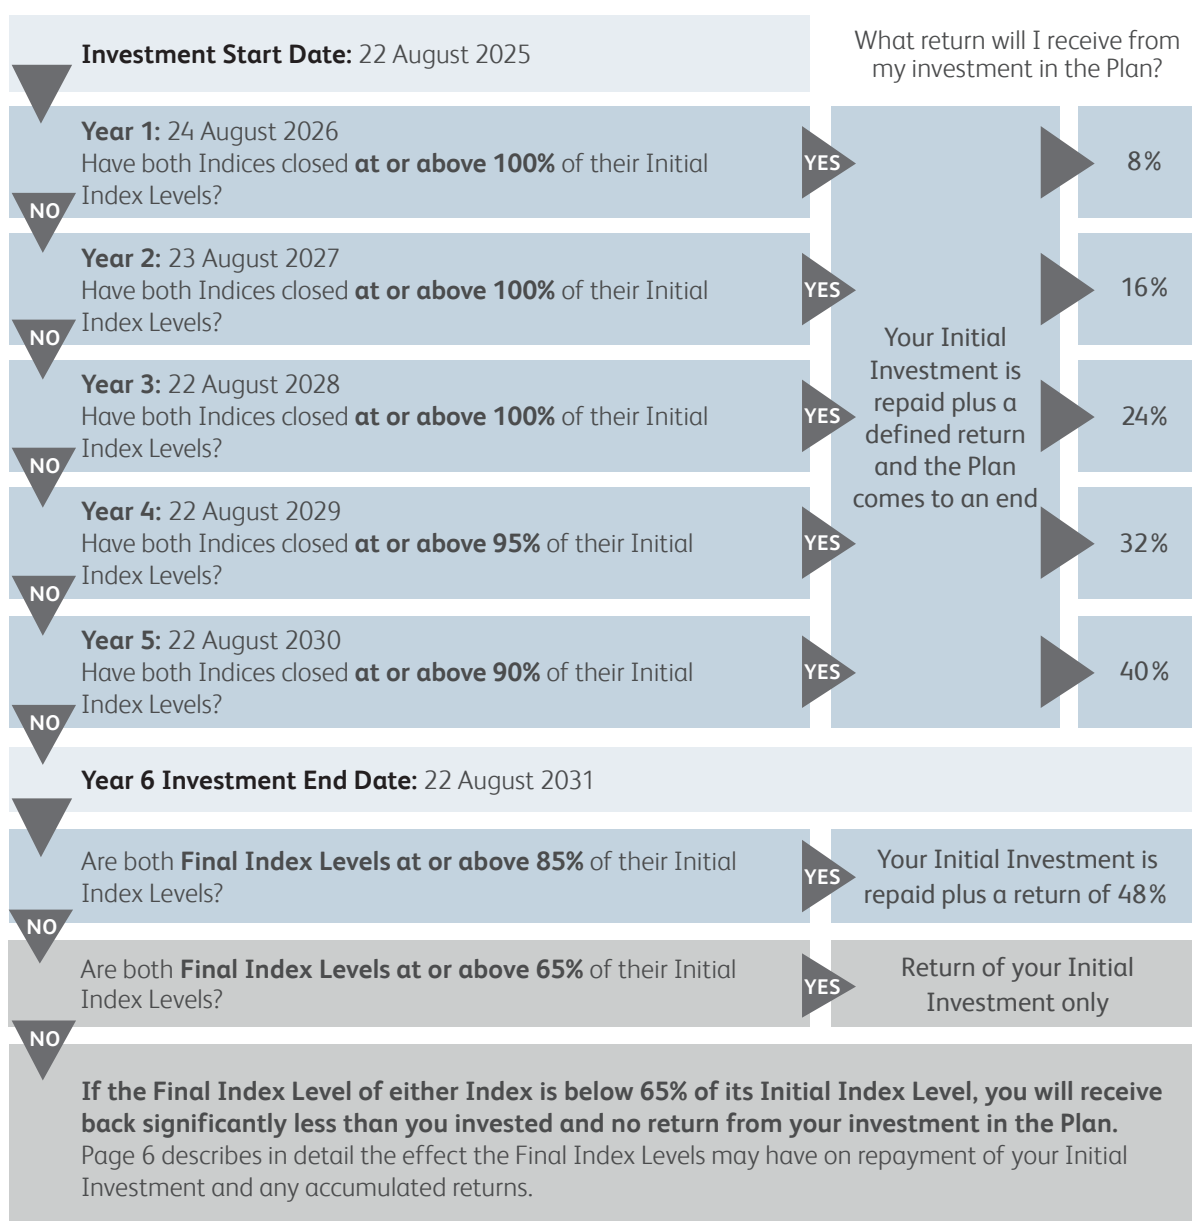 Investment Start Date: 22 August 2025
What return will I receive from
my investment in the Plan?
Year 1: 24 August 2026
Have both Indices closed at or above 100% of their Initial
Index Levels?
YES
8%
NO
Year 2: 23 August 2027
Have both Indices closed at or above 100% of their Initial
Index Levels?
YES
16%
NO
Year 3: 22 August 2028
Have both Indices closed at or above 100% of their Initial
Index Levels?
YES
24%
NO
Year 4: 22 August 2029
Have both Indices closed at or above 95% of their Initial
Index Levels?
YES
32%
NO
Year 5: 22 August 2030
Have both Indices closed at or above 90% of their Initial
Index Levels?
YES
40%
NO
Your Initial
Investment is
repaid plus a
defined return
and the Plan
comes to an end
Year 6 Investment End Date: 22 August 2031
Are both Final Index Levels at or above 85% of their Initial
Index Levels?
YES
Your Initial Investment is
repaid plus a return of 48%
NO
Are both Final Index Levels at or above 65% of their Initial
Index Levels?
YES
Return of your Initial
Investment only
NO
If the Final Index Level of either Index is below 65% of its Initial Index Level, you will receive
back significantly less than you invested and no return from your investment in the Plan.
Page 6 describes in detail the effect the Final Index Levels may have on repayment of your Initial
Investment and any accumulated returns.